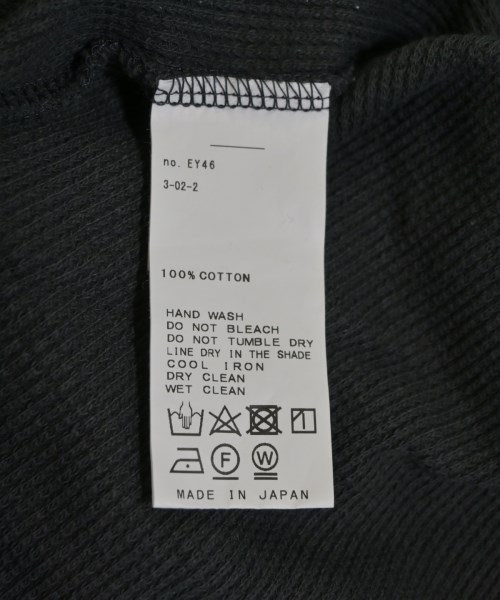 no. EY46
3-02-2
100% COTTON
HAND WASH
DO NOT BLEACH
DO NOT TUMBLE DRY
LINE DRY IN THE SHADE
COOL IRON
DRY CLEAN
WET CLEAN
F W
MADE IN JAPAN